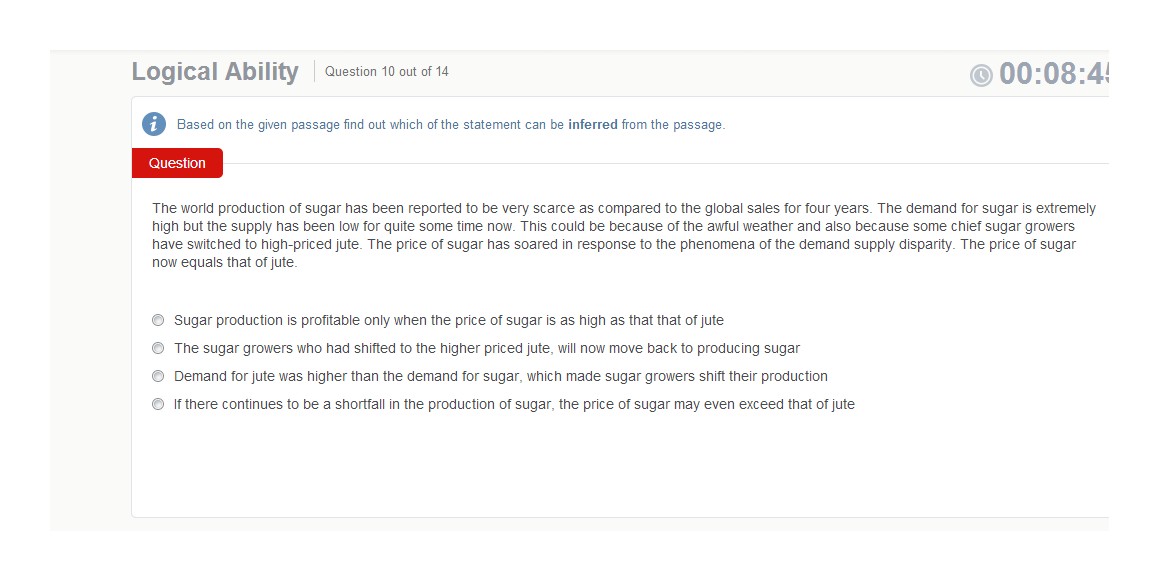 Logical Ability
Question 10 out of 14
00:08:4
Based on the given passage find out which of the statement can be inferred from the passage.
Question
The world production of sugar has been reported to be very scarce as compared to the global sales for four years. The demand for sugar is extremely
high but the supply has been low for quite some time now. This could be because of the awful weather and also because some chief sugar growers
have switched to high-priced jute. The price of sugar has soared in response to the phenomena of the demand supply disparity. The price of sugar
now equals that of jute.
Sugar production is profitable only when the price of sugar is as high as that that of jute
The sugar growers who had shifted to the higher priced jute, will now move back to producing sugar
Demand for jute was higher than the demand for sugar, which made sugar growers shift their production
If there continues to be a shortfall in the production of sugar, the price of sugar may even exceed that of jute